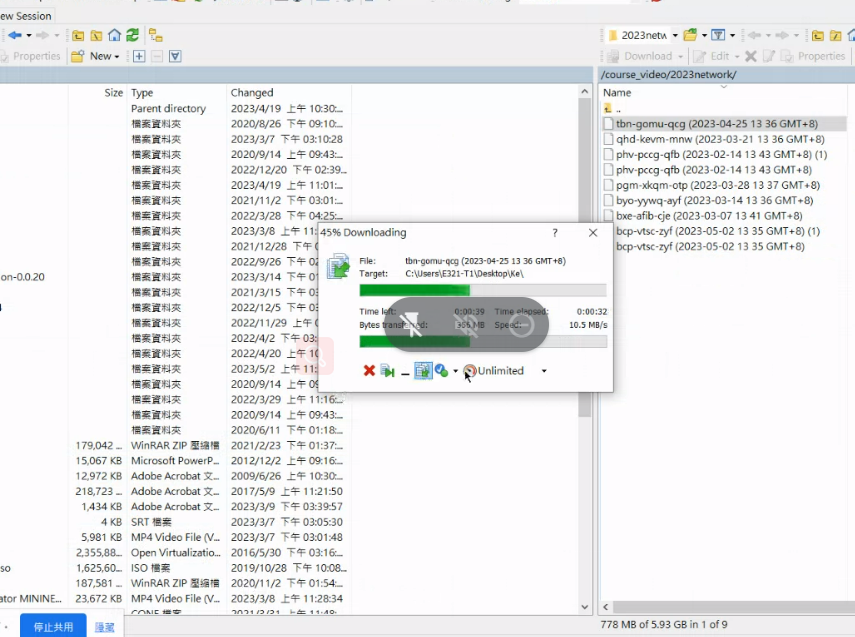 ew Session
2023netw
Properties New
Download Edit Properties
/course_video/2023network/
Size Type Changed
Name
Parent directory 2023/4/19 上午 10:30:...
..
檔案資料夾 2020/8/26 下午 09:10:...
tbn-gomu-qcg (2023-04-25 13 36 GMT+8)
檔案資料夾 2023/3/7 下午 03:10:28
qhd-kevm-mnw (2023-03-21 13 36 GMT+8)
檔案資料夾 2020/9/14 上午 09:43:...
phv-pccg-qfb (2023-02-14 13 43 GMT+8) (1)
檔案資料夾 2022/12/20 下午 02:39...
phv-pccg-qfb (2023-02-14 13 43 GMT+8)
檔案資料夾 2023/4/19 上午 11:01:...
pgm-xkqm-otp (2023-03-28 13 37 GMT+8)
檔案資料夾 2021/11/2 下午 03:01:...
byo-yywq-ayf (2023-03-14 13 36 GMT+8)
檔案資料夾 2022/3/28 下午 04:25:...
bxe-afib-cje (2023-03-07 13 41 GMT+8)
檔案資料夾 2023/3/8 上午 11:
bcp-vtsc-zyf (2023-05-02 13 35 GMT+8) (1)
檔案資料夾 2021/12/28 下午 0
bcp-vtsc-zyf (2023-05-02 13 35 GMT+8)
檔案資料夾 2022/9/26 下午 02
on-0.0.20 檔案資料夾 2023/3/14 下午 01
檔案資料夾 2021/3/15 下午 03
檔案資料夾 2022/12/5 下午 03
檔案資料夾 2022/11/29 上午 0
檔案資料夾 2022/4/2 下午 03:
檔案資料夾 2022/4/20 上午 10
檔案資料夾 2023/5/2 上午 11:
檔案資料夾 2020/9/14 上午 09
檔案資料夾 2022/3/29 上午 11:16:...
檔案資料夾 2020/9/14 上午 09:43:...
檔案資料夾 2020/6/11 下午 01:18:...
45% Downloading ?
File: tbn-gomu-qcg (2023-04-25 13 36 GMT+8)
Target: C:\Users\E321-T1\Desktop\Ke\
Time left: 0:00:39 Time elapsed: 0:00:32
Bytes transferred: 356 MB Speed: 10.5 MB/s
Unlimited
179,042 ... WinRAR ZIP 壓縮檔 2021/2/23 下午 01:37:...
15,067 KB Microsoft PowerP... 2012/12/2 上午 09:16:...
12,972 KB Adobe Acrobat 文... 2009/6/26 上午 10:30:...
218,723 ... Adobe Acrobat 文... 2017/5/9 上午 11:21:50
1,434 KB Adobe Acrobat 文... 2023/3/9 下午 03:39:57
4 KB SRT 檔案 2023/3/7 下午 03:05:30
5,981 KB MP4 Video File (V... 2023/3/7 下午 03:01:48
2,355,88... Open Virtualizatio... 2016/5/30 下午 03:16:...
so 1,625,60... ISO 檔案 2019/10/28 下午 10:08...
187,581 ... WinRAR ZIP 壓縮檔 2020/11/2 下午 01:54:...
ator MININE... 23,672 KB MP4 Video File (V... 2023/3/8 上午 11:28:34
停止共用 隱藏
778 MB of 5.93 GB in 1 of 9